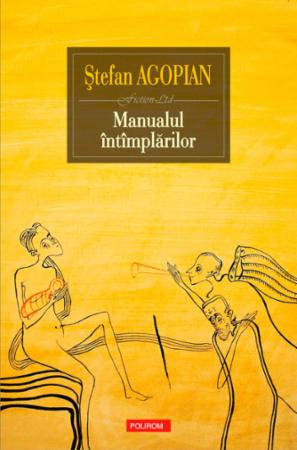 Ştefan AGOPIAN
Fiction Ltd
Manualul
întîmplărilor
POLIROM